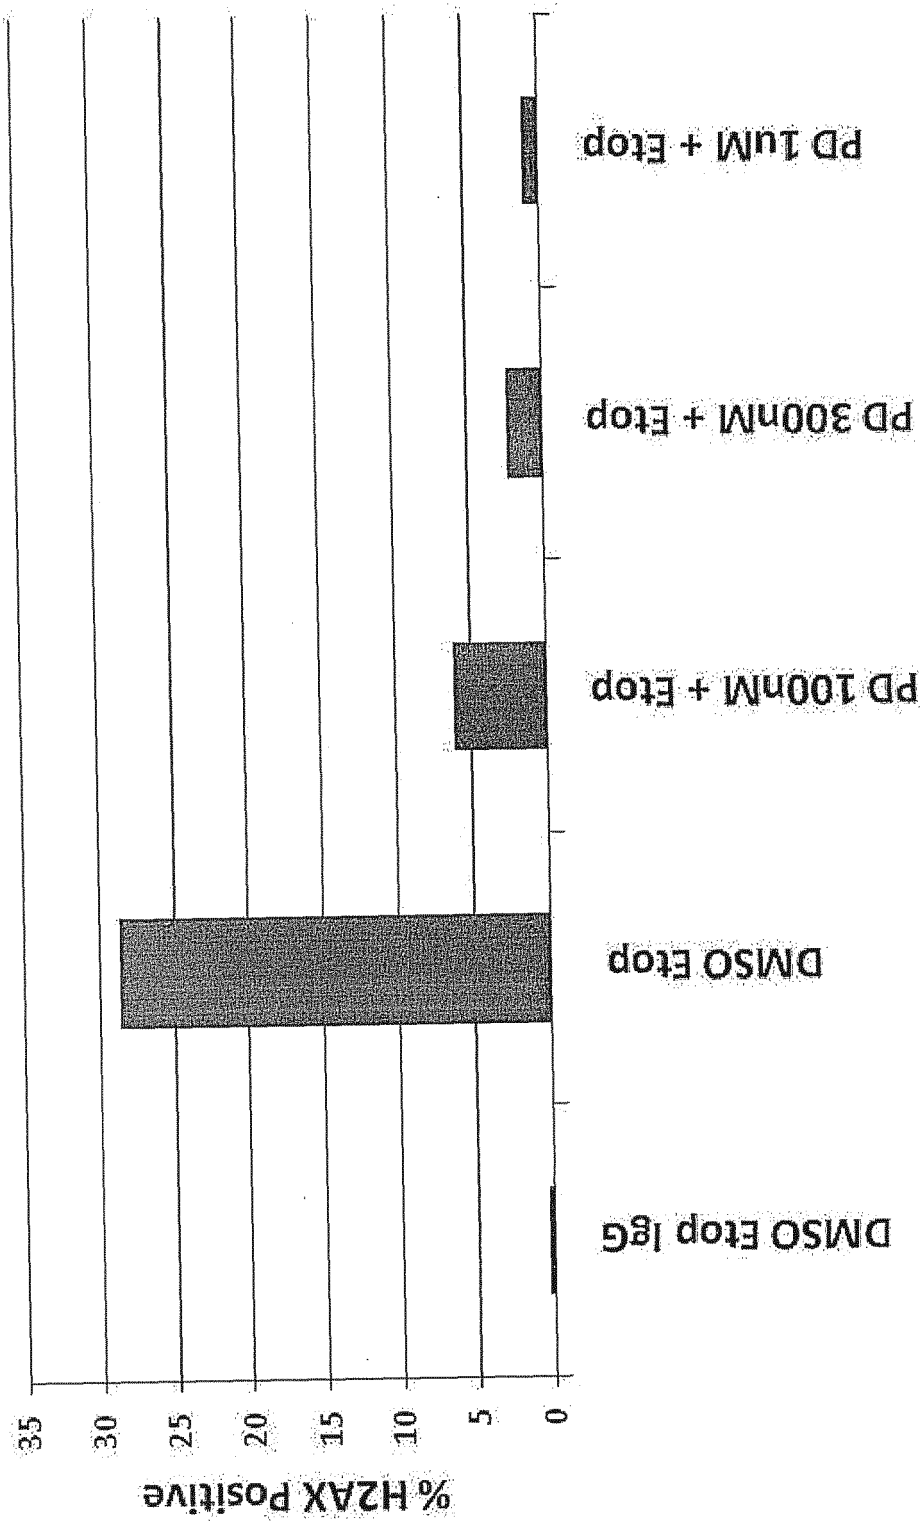 % H2AX Positive
35
30
25
20
15
10
5
0
DMSO Etop IgG
DMSO Etop
PD 100nM + Etop
PD 300nM + Etop
PD 1uM + Etop